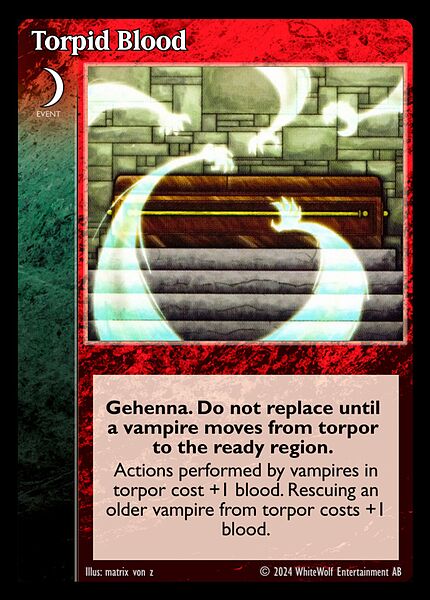 Torpid Blood
EVENT
Gehenna. Do not replace until
a vampire moves from torpor
to the ready region.
Actions performed by vampires in
torpor cost +1 blood. Rescuing an
older vampire from torpor costs +1
blood.
Illus: matrix von z
© 2024 WhiteWolf Entertainment AB